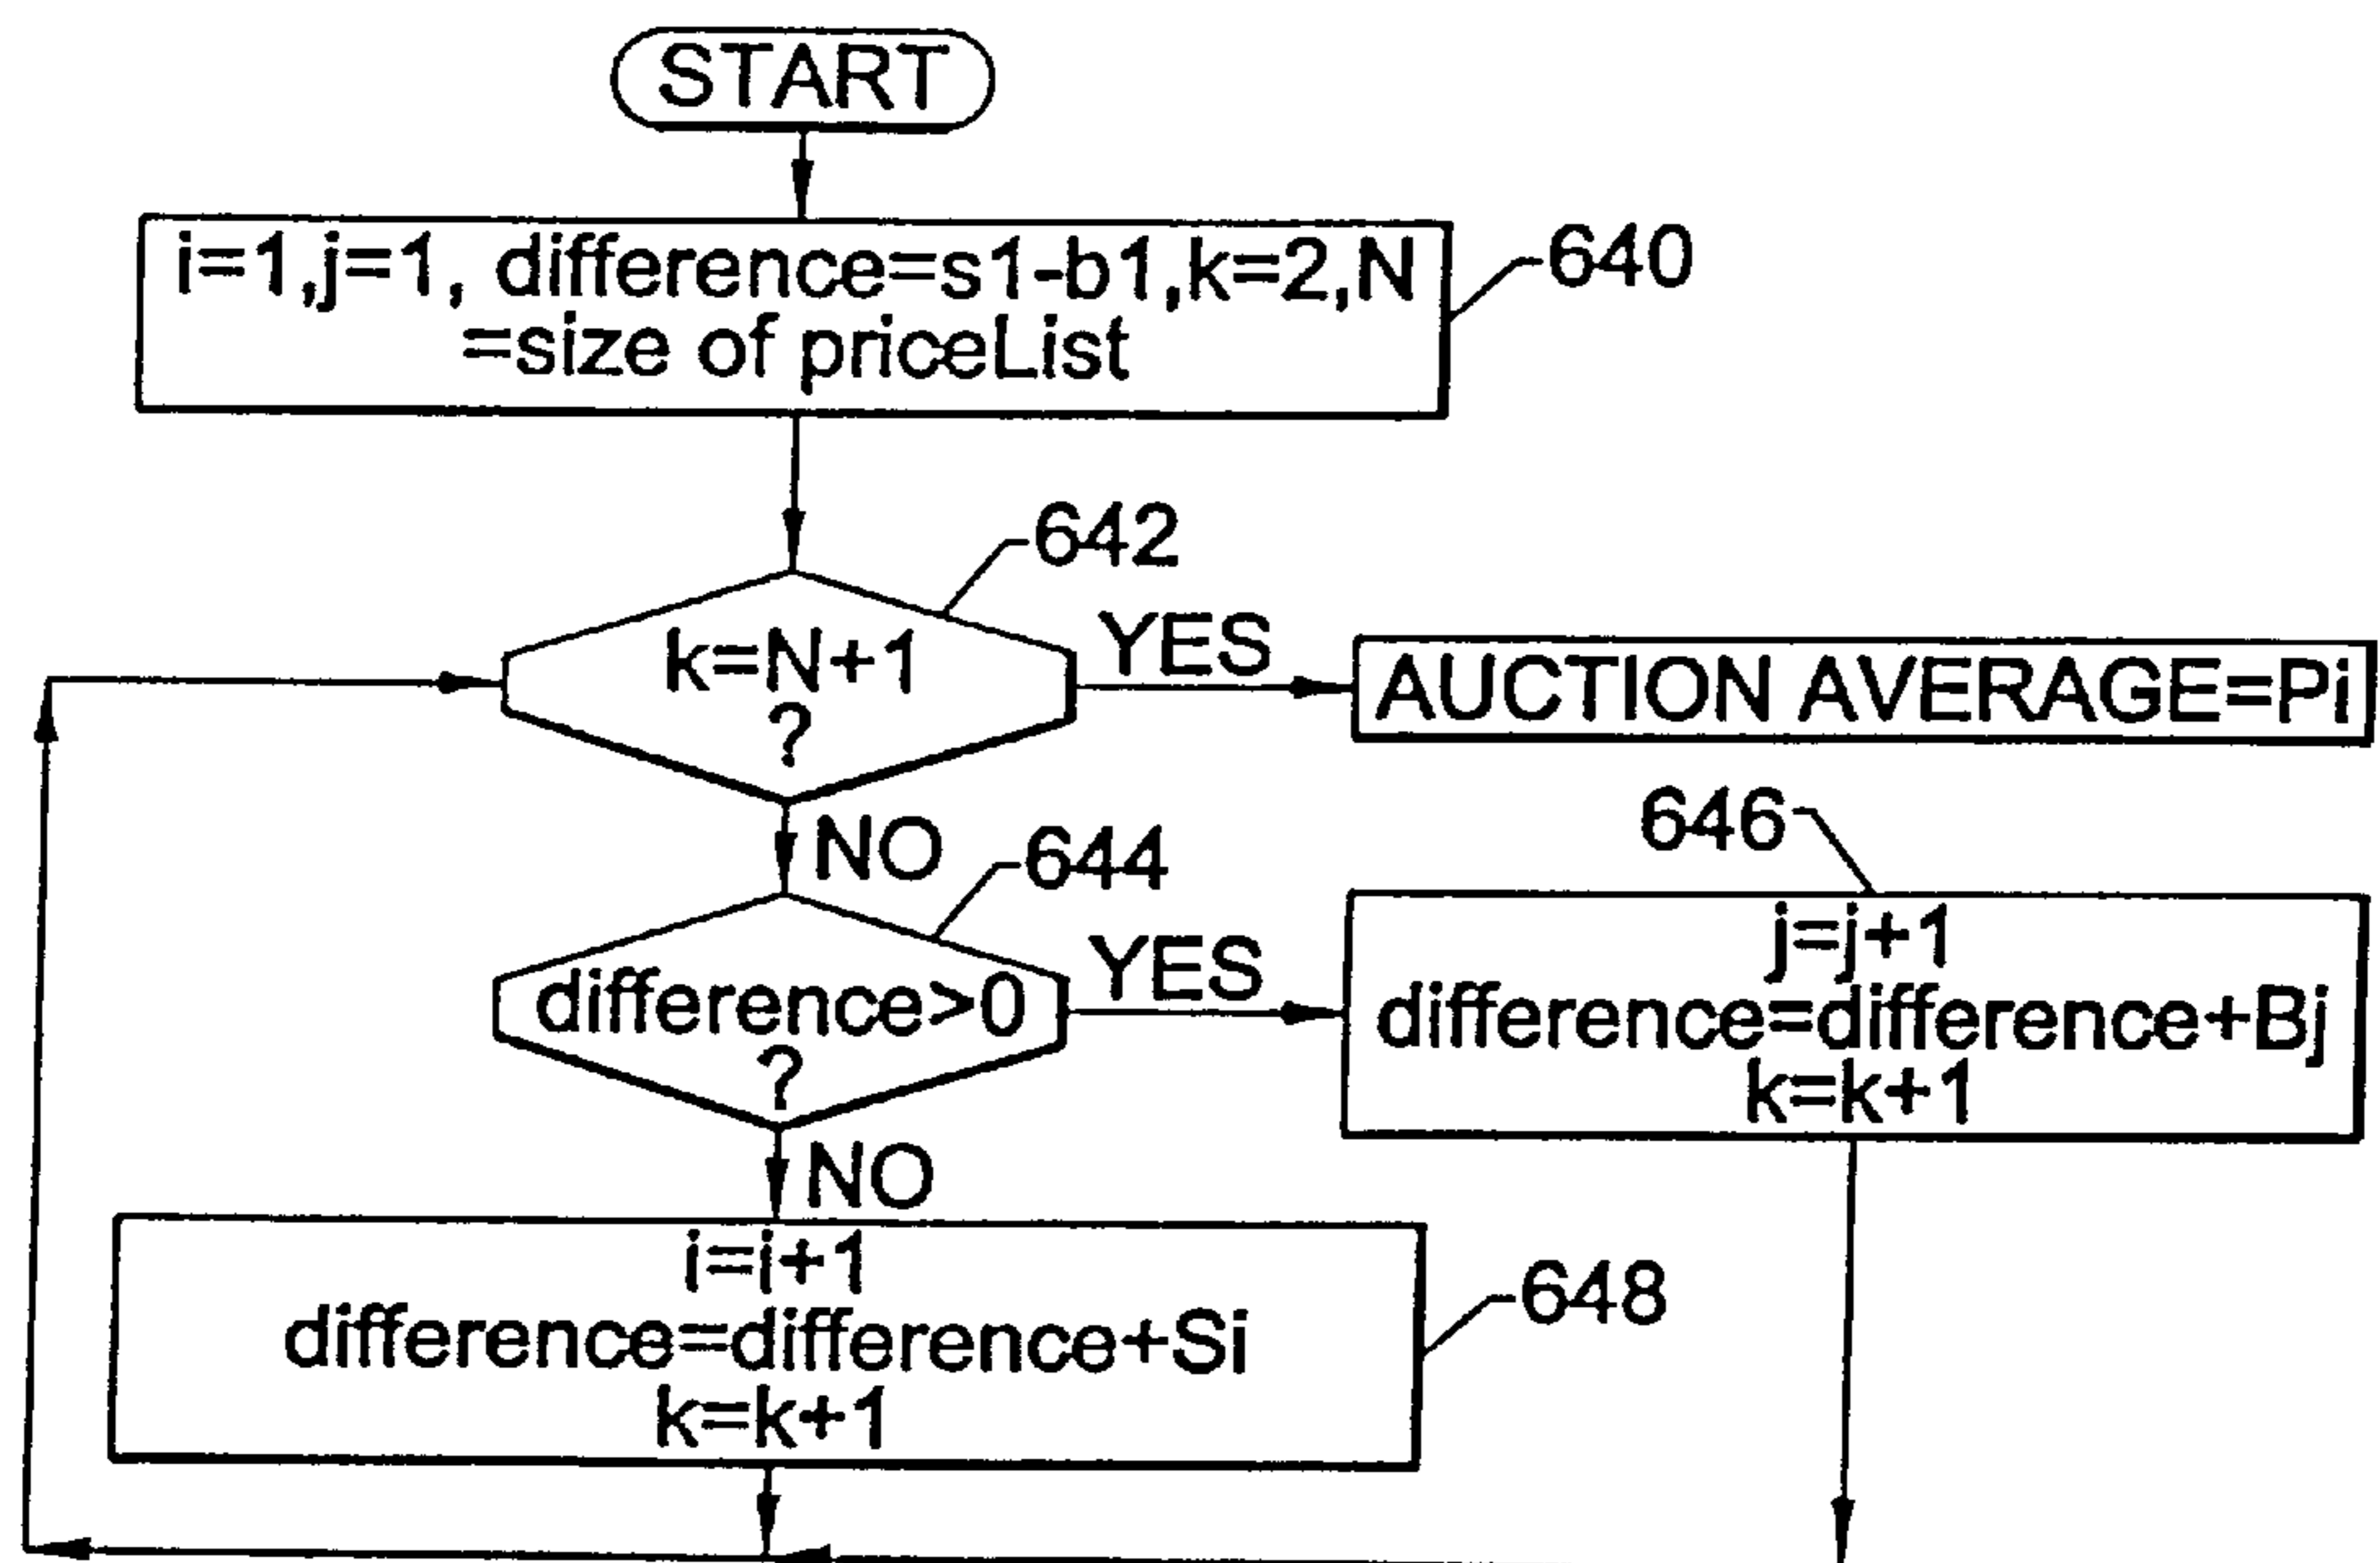 START
i=1,j=1, difference=s1-b1,k=2,N
=size of priceList
640
642
k=N+1
?
YES
AUCTION AVERAGE=Pi
NO
644
646
difference>0
?
YES
j=j+1
difference=difference+Bj
k=k+1
NO
i=i+1
difference=difference+Si
k=k+1
648